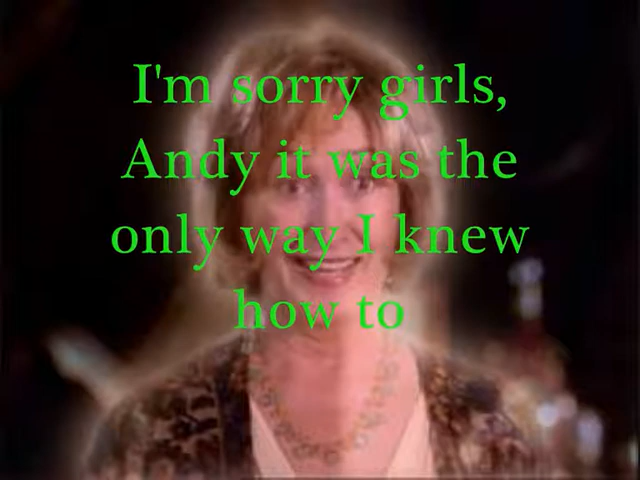 I'm sorry girls,
Andy it was the
only way I knew
how to